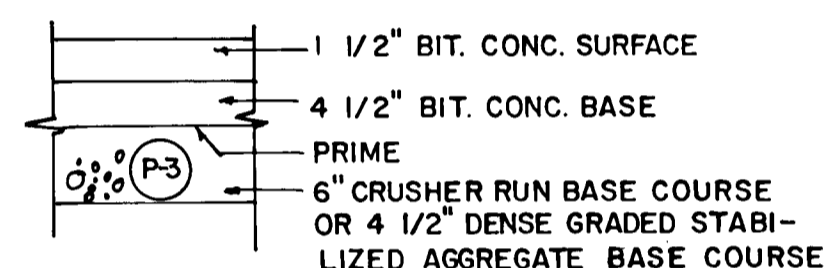 1 1/2" BIT. CONC. SURFACE
4 1/2" BIT. CONC. BASE
PRIME
P-3
6" CRUSHER RUN BASE COURSE
OR 4 1/2" DENSE GRADED STABI-
LIZED AGGREGATE BASE COURSE